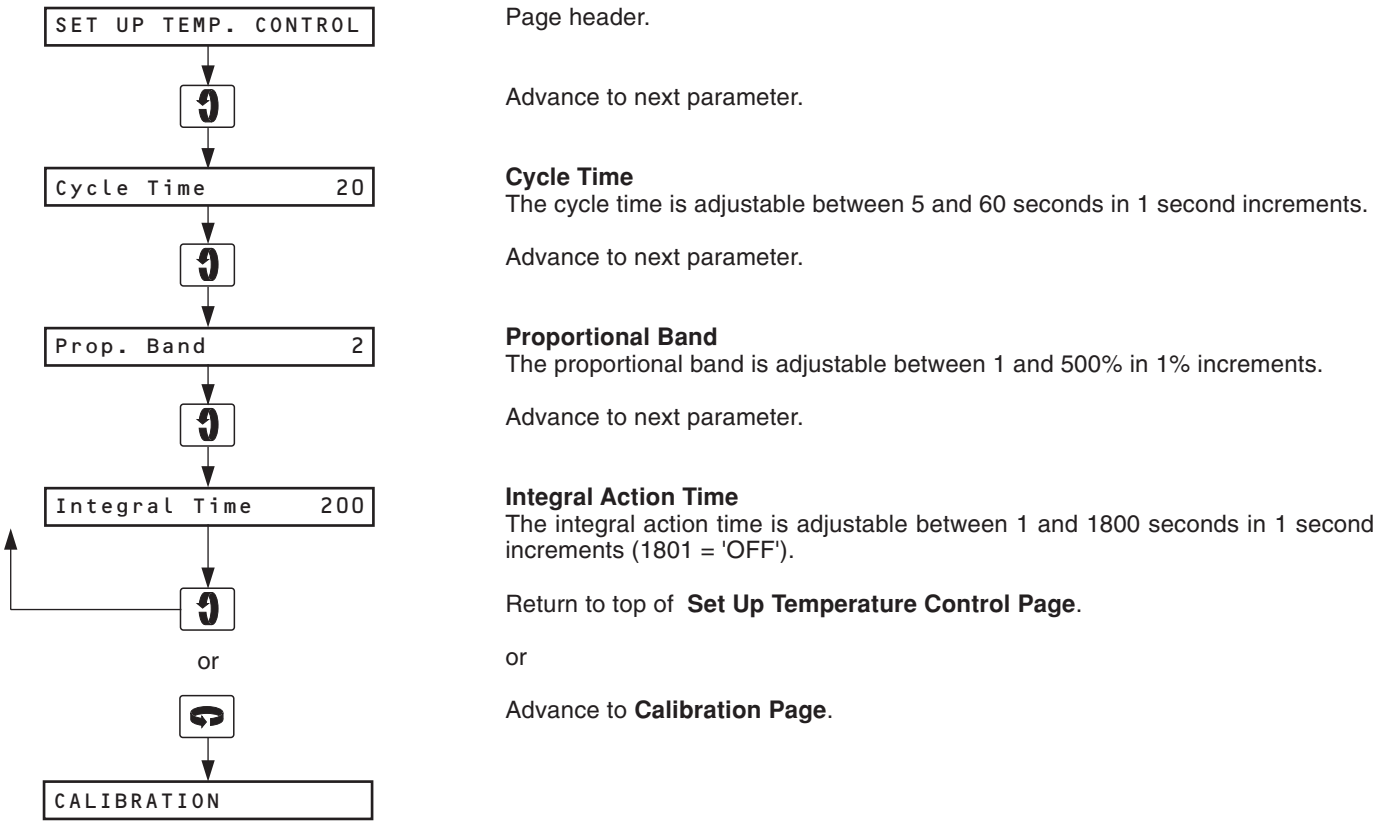 SET UP TEMP. CONTROL
Page header.
Advance to next parameter.
Cycle Time 20
Cycle Time
The cycle time is adjustable between 5 and 60 seconds in 1 second increments.
Advance to next parameter.
Prop. Band 2
Proportional Band
The proportional band is adjustable between 1 and 500% in 1% increments.
Advance to next parameter.
Integral Time 200
Integral Action Time
The integral action time is adjustable between 1 and 1800 seconds in 1 second
increments (1801 = 'OFF').
Return to top of Set Up Temperature Control Page.
or
or
Advance to Calibration Page.
CALIBRATION